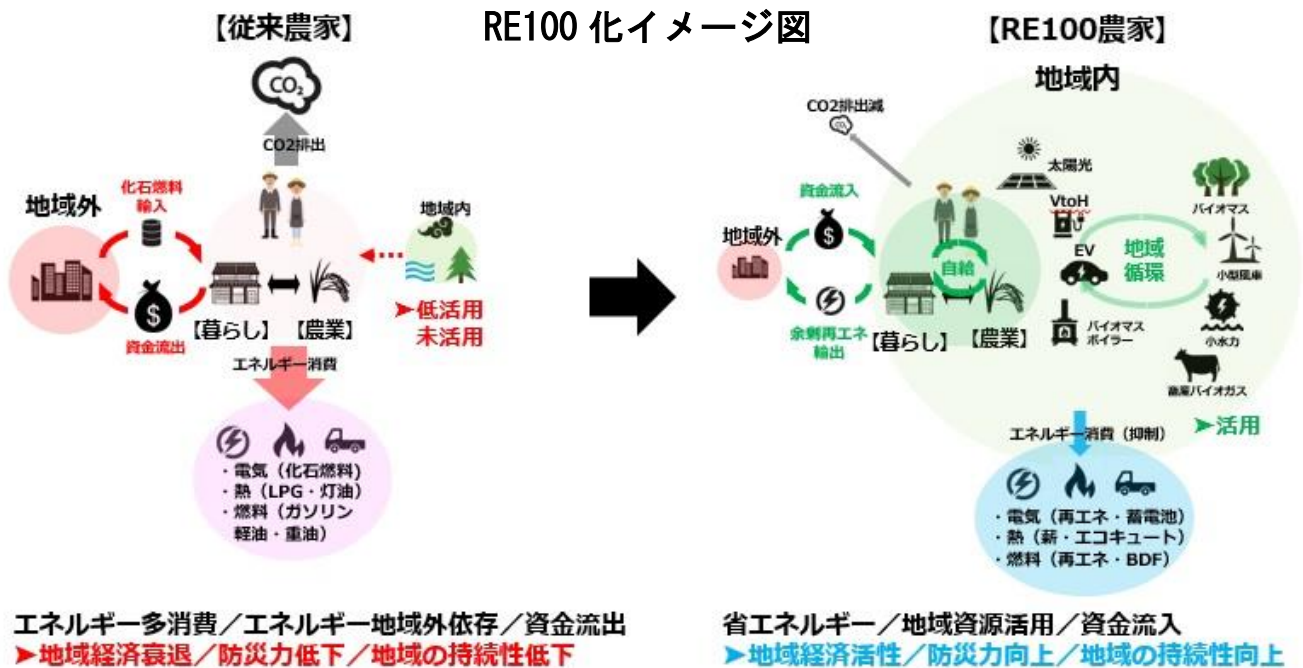 RE100 化イメージ図
【従来農家】
CO₂
CO2排出
地域外
化石燃料
輸入
$
資金流出
【暮らし】
【農業】
地域内
➤低活用
未活用
エネルギー消費
・電気（化石燃料)
・熱（LPG・灯油）
・燃料（ガソリン
軽油・重油）
エネルギー多消費／エネルギー地域外依存／資金流出
➤地域経済衰退／防災力低下／地域の持続性低下
【RE100農家】
地域内
CO2排出減
CO₂
地域外
資金流入
$
余剰再エネ
輸出
自給
【暮らし】
【農業】
太陽光
VtoH
EV
バイオマス
ボイラー
地域
循環
バイオマス
小型風車
小水力
畜産バイオガス
➤活用
エネルギー消費（抑制）
・電気（再エネ・蓄電池）
・熱（薪・エコキュート）
・燃料（再エネ・BDF）
省エネルギー／地域資源活用／資金流入
➤地域経済活性／防災力向上／地域の持続性向上